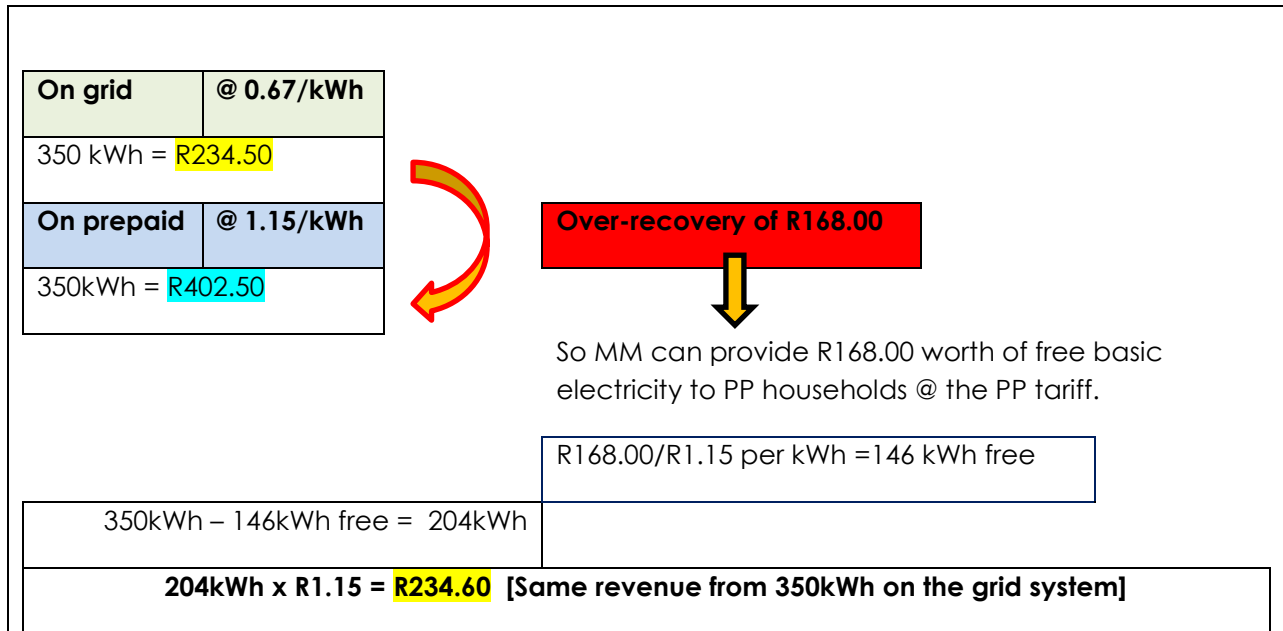 On grid @ 0.67/kWh
350 kWh = R234.50
On prepaid @ 1.15/kWh
Over-recovery of R168.00
350kWh = R402.50
So MM can provide R168.00 worth of free basic
electricity to PP households @ the PP tariff.
R168.00/R1.15 per kWh =146 kWh free
350kWh – 146kWh free = 204kWh
204kWh x R1.15 = R234.60 [Same revenue from 350kWh on the grid system]